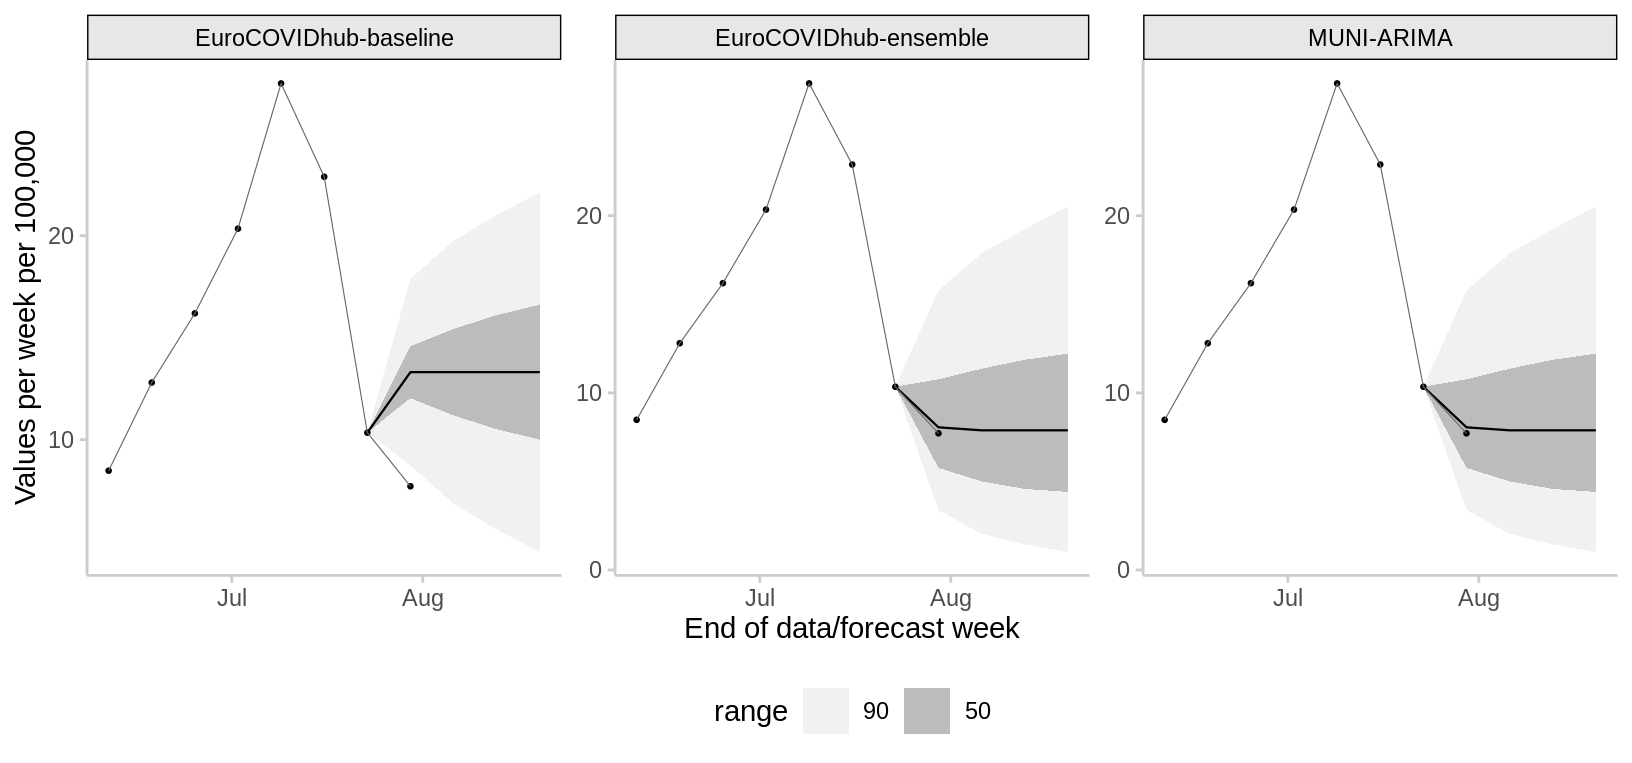 EuroCOVIDhub-baseline
EuroCOVIDhub-ensemble
MUNI-ARIMA
Values per week per 100,000
20
10
20
10
0
20
10
0
Jul
Aug
Jul
Aug
Jul
Aug
End of data/forecast week
range
90
50